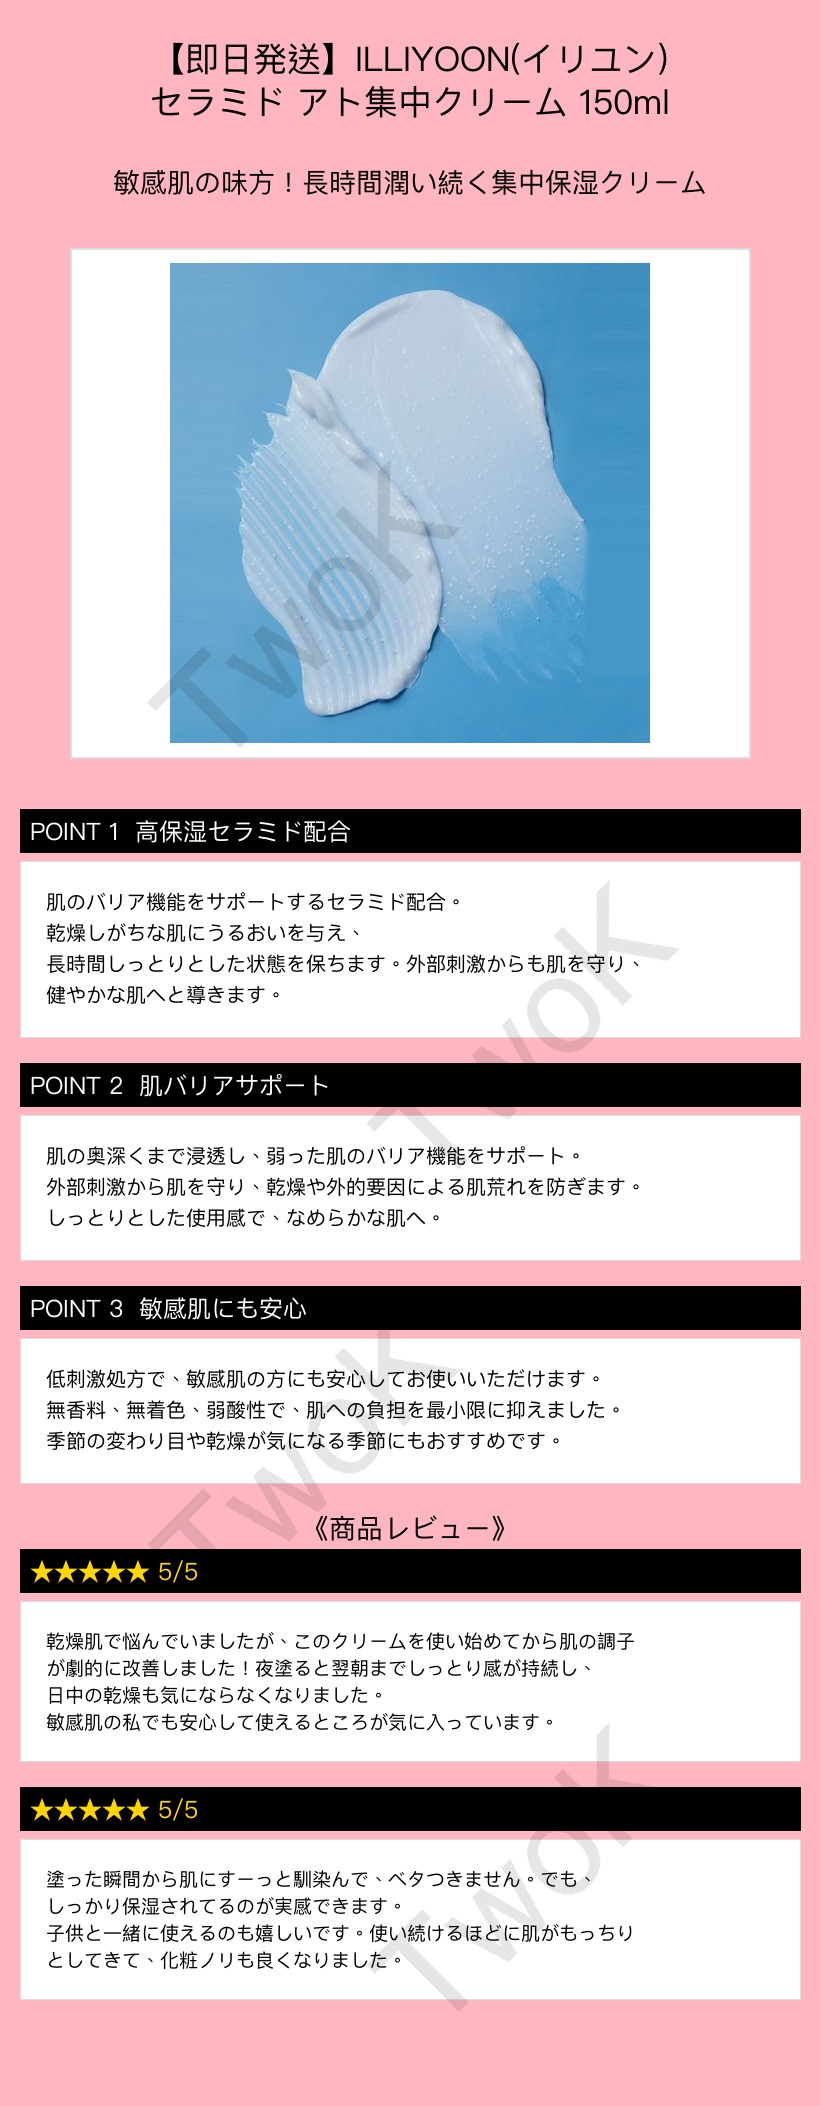 【即日発送】ILLIYOON(イリユン)
セラミド アト集中クリーム 150ml
敏感肌の味方！長時間潤い続く集中保湿クリーム
TwoK
POINT 1 高保湿セラミド配合
肌のバリア機能をサポートするセラミド配合。
乾燥しがちな肌にうるおいを与え、
長時間しっとりとした状態を保ちます。外部刺激からも肌を守り、
健やかな肌へと導きます。
TwoK
POINT 2 肌バリアサポート
肌の奥深くまで浸透し、弱った肌のバリア機能をサポート。
外部刺激から肌を守り、乾燥や外的要因による肌荒れを防ぎます。
しっとりとした使用感で、なめらかな肌へ。
POINT 3 敏感肌にも安心
低刺激処方で、敏感肌の方にも安心してお使いいただけます。
無香料、無着色、弱酸性で、肌への負担を最小限に抑えました。
季節の変わり目や乾燥が気になる季節にもおすすめです。
TwoK
《商品レビュー》
★★★★★ 5/5
乾燥肌で悩んでいましたが、このクリームを使い始めてから肌の調子
が劇的に改善しました！夜塗ると翌朝までしっとり感が持続し、
日中の乾燥も気にならなくなりました。
敏感肌の私でも安心して使えるところが気に入っています。
★★★★★ 5/5
塗った瞬間から肌にすーっと馴染んで、ベタつきません。でも、
しっかり保湿されてるのが実感できます。
子供と一緒に使えるのも嬉しいです。使い続けるほどに肌がもっちり
としてきて、化粧ノリも良くなりました。
TwoK